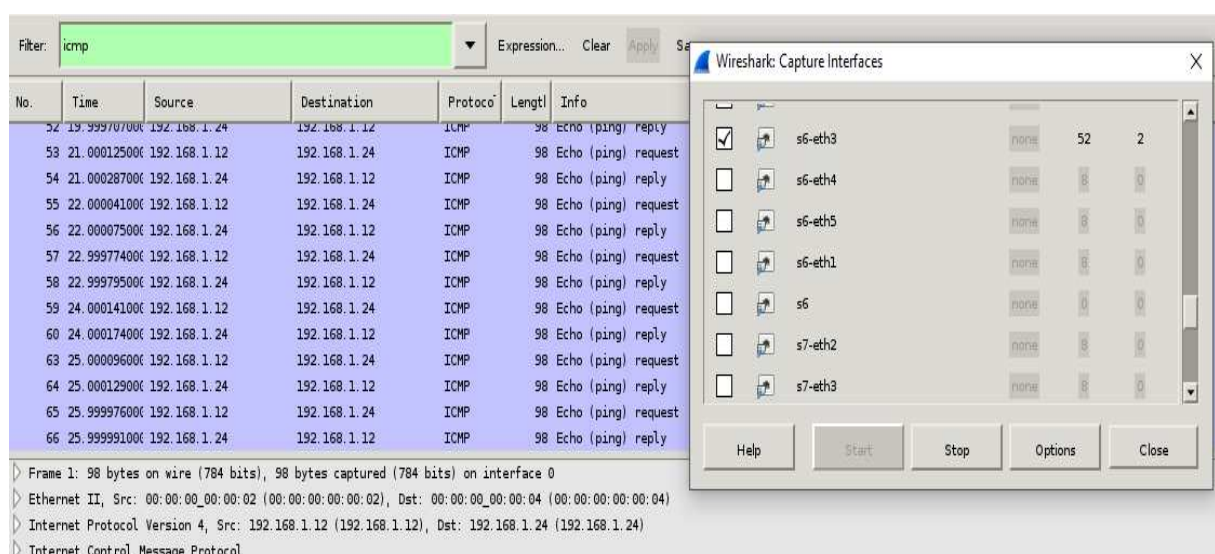 Filter: icmp Expression... Clear Apply Sa
No. Time Source Destination Protoco Lengtl Info
52 19.999707000 192.168.1.24 192.168.1.12 ICMP 98 Echo (ping) reply
53 21.000125000 192.168.1.12 192.168.1.24 ICMP 98 Echo (ping) request
54 21.000287000 192.168.1.24 192.168.1.12 ICMP 98 Echo (ping) reply
55 22.000041000 192.168.1.12 192.168.1.24 ICMP 98 Echo (ping) request
56 22.000075000 192.168.1.24 192.168.1.12 ICMP 98 Echo (ping) reply
57 22.999774000 192.168.1.12 192.168.1.24 ICMP 98 Echo (ping) request
58 22.999795000 192.168.1.24 192.168.1.12 ICMP 98 Echo (ping) reply
59 24.000141000 192.168.1.12 192.168.1.24 ICMP 98 Echo (ping) request
60 24.000174000 192.168.1.24 192.168.1.12 ICMP 98 Echo (ping) reply
63 25.000096000 192.168.1.12 192.168.1.24 ICMP 98 Echo (ping) request
64 25.000129000 192.168.1.24 192.168.1.12 ICMP 98 Echo (ping) reply
65 25.999976000 192.168.1.12 192.168.1.24 ICMP 98 Echo (ping) request
66 25.999991000 192.168.1.24 192.168.1.12 ICMP 98 Echo (ping) reply
Frame 1: 98 bytes on wire (784 bits), 98 bytes captured (784 bits) on interface 0
Ethernet II, Src: 00:00:00_00:00:02 (00:00:00:00:00:02), Dst: 00:00:00_00:00:04 (00:00:00:00:00:04)
Internet Protocol Version 4, Src: 192.168.1.12 (192.168.1.12), Dst: 192.168.1.24 (192.168.1.24)
Internet Control Message Protocol
Wireshark: Capture Interfaces X
s6-eth3 none 52 2
s6-eth4 none 8 0
s6-eth5 none 8 0
s6-eth1 none 8 0
s6 none 0 0
s7-eth2 none 8 0
s7-eth3 none 8 0
Help Start Stop Options Close